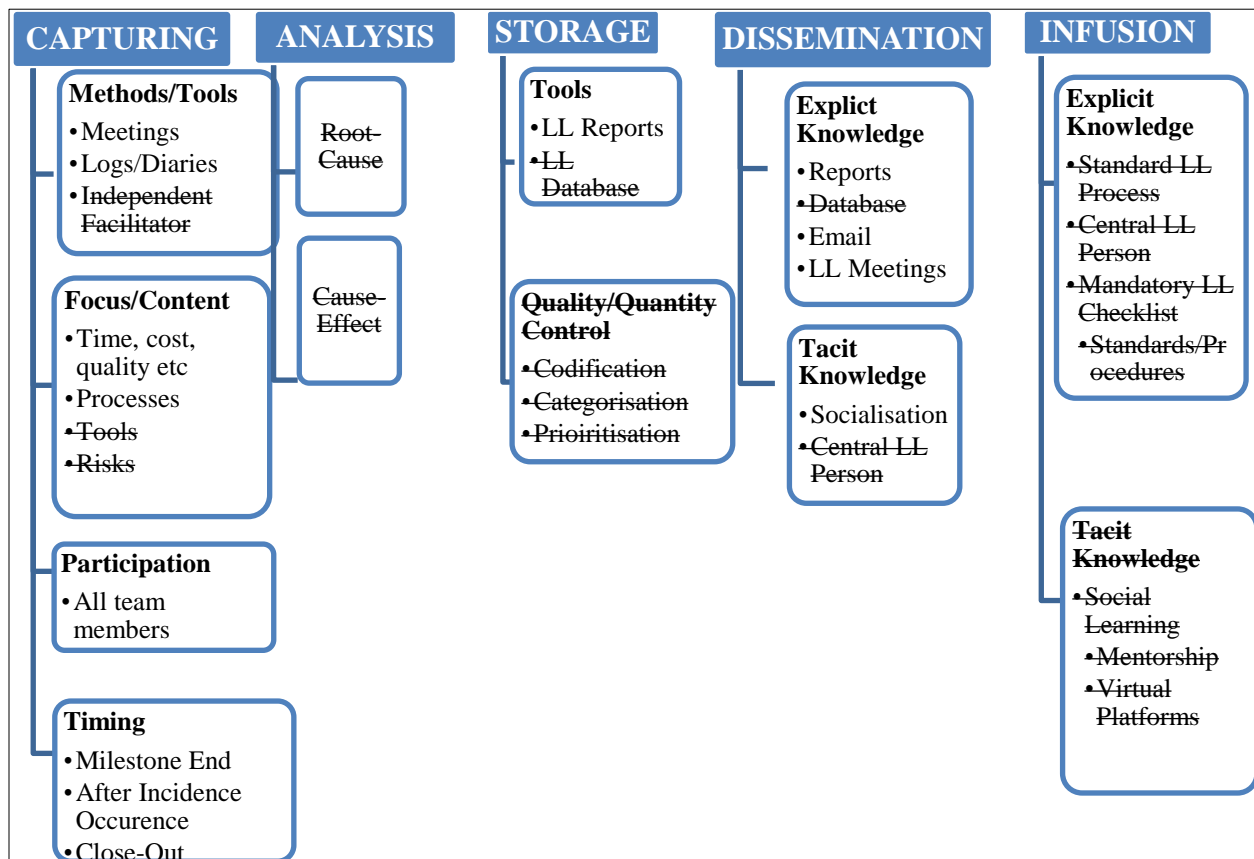 CAPTURING
Methods/Tools
•Meetings
•Logs/Diaries
•Independent
Facilitator
Focus/Content
•Time, cost,
quality etc
•Processes
•Tools
•Risks
Participation
•All team
members
Timing
•Milestone End
•After Incidence
Occurence
•Close-Out
ANALYSIS
Root-
Cause
Cause-
Effect
STORAGE
Tools
•LL Reports
•LL
Database
Quality/Quantity
Control
•Codification
•Categorisation
•Prioiritisation
DISSEMINATION
Explict
Knowledge
•Reports
•Database
•Email
•LL Meetings
Tacit
Knowledge
•Socialisation
•Central LL
Person
INFUSION
Explicit
Knowledge
•Standard LL
Process
•Central LL
Person
•Mandatory LL
Checklist
•Standards/Pr
ocedures
Tacit
Knowledge
•Social
Learning
•Mentorship
•Virtual
Platforms